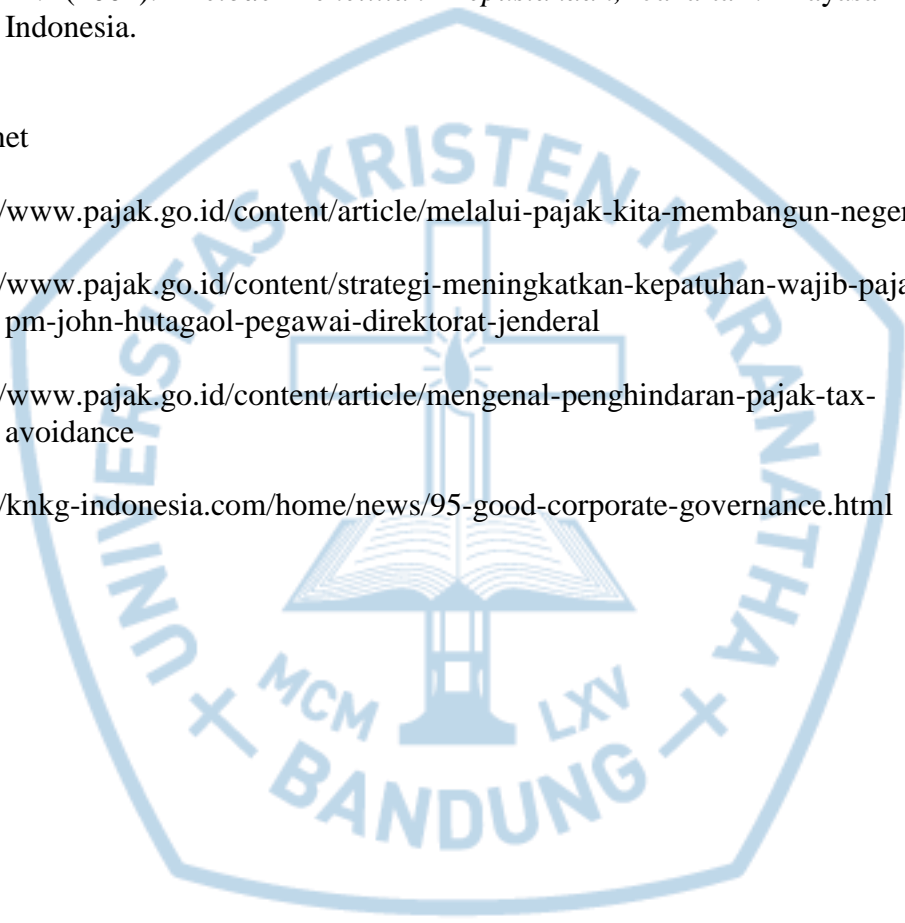 Indonesia.
net
/www.pajak.go.id/content/article/melalui-pajak-kita-membangun-neger
/www.pajak.go.id/content/strategi-meningkatkan-kepatuhan-wajib-paja
pm-john-hutagaol-pegawai-direktorat-jenderal
/www.pajak.go.id/content/article/mengenal-penghindaran-pajak-tax-
avoidance
/knkg-indonesia.com/home/news/95-good-corporate-governance.html
UNIVERSITAS KRISTEN MARANATHA
MCM LXV
BANDUNG